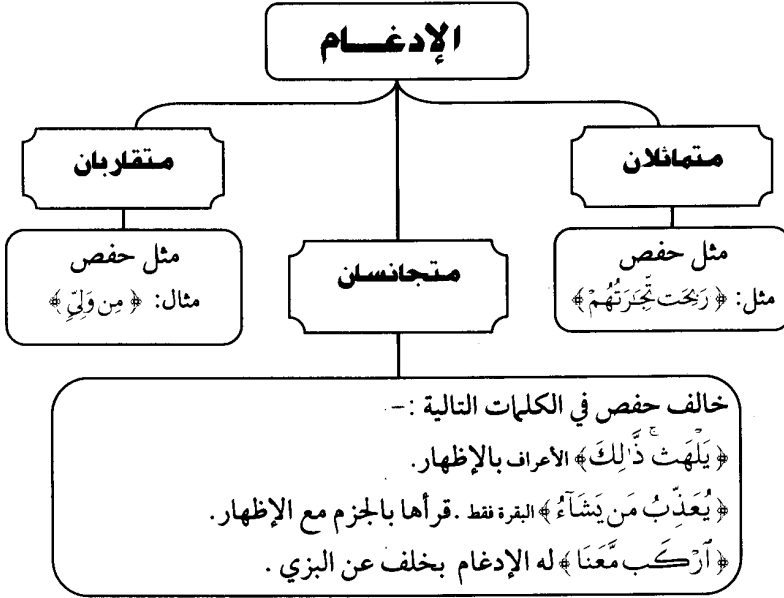 الإدغـــام
متماثلان
متقاربان
مثل حفص
مثل: ﴿ رَبِحَت تِّجَٰرَتُهُمْ ﴾
متجانسان
مثل حفص
مثال: ﴿ مِن وَلِيٍّ ﴾
خالف حفص في الكلمات التالية :–
﴿ يَلْهَثۚ ذَّٰلِكَ ﴾ الأعراف بالإظهار.
﴿ يُعَذِّبُ مَن يَشَآءُ ﴾ البقرة فقط . قرأها بالجزم مع الإظهار.
﴿ ٱرْكَب مَّعَنَا ﴾ له الإدغام بخلف عن البزي .